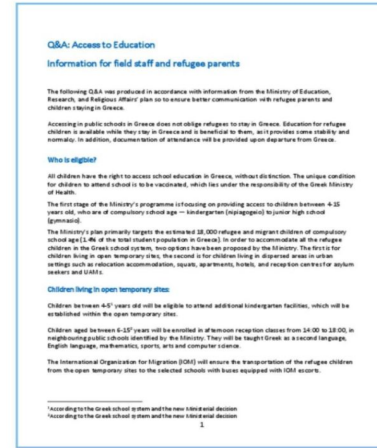 Q&A: Access to Education
Information for field staff and refugee parents
The following Q&A was produced in accordance with information from the Ministry of Education,
Research, and Religious Affairs' plan so to ensure better communication with refugee parents and
children staying in Greece.
Accessing in public schools in Greece does not oblige refugees to stay in Greece. Education for refugee
children is available while they stay in Greece and is beneficial to them, as it provides some stability and
normalcy. In addition, documentation of attendance will be provided upon departure from Greece.
Who is eligible?
All children have the right to access school education in Greece, without distinction. The unique condition
for children to attend school is to be vaccinated, which lies under the responsibility of the Greek Ministry
of Health.
The first stage of the Ministry's programme is focusing on providing access to children between 4-15
years old, who are of compulsory school age — kindergarten (nipiagogeio) to junior high school
(gymnasio).
The Ministry's plan primarily targets the estimated 18,000 refugee and migrant children of compulsory
school age (1.4% of the total student population in Greece). In order to accommodate all the refugee
children in the Greek school system, two options have been proposed by the Ministry. The first is for
children living in open temporary sites, the second is for children living in dispersed areas in urban
settings such as relocation accommodation, squats, apartments, hotels, and reception centres for asylum
seekers and UAMs.
Children living in open temporary sites:
Children between 4-5¹ years old will be eligible to attend additional kindergarten facilities, which will be
established within the open temporary sites.
Children aged between 6-15² years will be enrolled in afternoon reception classes from 14:00 to 18:00, in
neighbouring public schools identified by the Ministry. They will be taught Greek as a second language,
English language, mathematics, sports, arts and computer science.
The International Organization for Migration (IOM) will ensure the transportation of the refugee children
from the open temporary sites to the selected schools with buses equipped with IOM escorts.
¹ According to the Greek school system and the new Ministerial decision
² According to the Greek school system and the new Ministerial decision
1